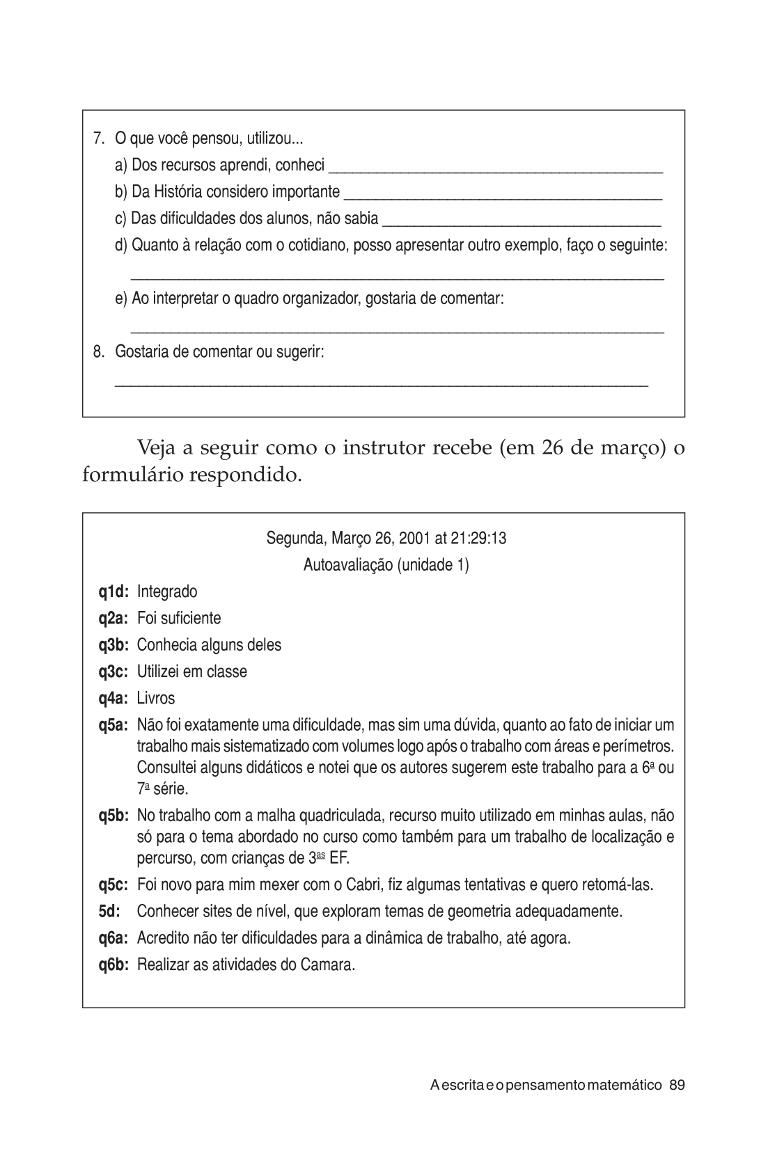 7. O que você pensou, utilizou...
a) Dos recursos aprendi, conheci ____________________
b) Da História considero importante ____________________
c) Das dificuldades dos alunos, não sabia ____________________
d) Quanto à relação com o cotidiano, posso apresentar outro exemplo, faço o seguinte:
____________________
e) Ao interpretar o quadro organizador, gostaria de comentar:
____________________
8. Gostaria de comentar ou sugerir:
____________________
Veja a seguir como o instrutor recebe (em 26 de março) o
formulário respondido.
Segunda, Março 26, 2001 at 21:29:13
Autoavaliação (unidade 1)
q1d: Integrado
q2a: Foi suficiente
q3b: Conhecia alguns deles
q3c: Utilizei em classe
q4a: Livros
q5a: Não foi exatamente uma dificuldade, mas sim uma dúvida, quanto ao fato de iniciar um
trabalho mais sistematizado com volumes logo após o trabalho com áreas e perímetros.
Consultei alguns didáticos e notei que os autores sugerem este trabalho para a 6ª ou
7ª série.
q5b: No trabalho com a malha quadriculada, recurso muito utilizado em minhas aulas, não
só para o tema abordado no curso como também para um trabalho de localização e
percurso, com crianças de 3ªˢ EF.
q5c: Foi novo para mim mexer com o Cabri, fiz algumas tentativas e quero retomá-las.
5d: Conhecer sites de nível, que exploram temas de geometria adequadamente.
q6a: Acredito não ter dificuldades para a dinâmica de trabalho, até agora.
q6b: Realizar as atividades do Camara.
A escrita e o pensamento matemático 89